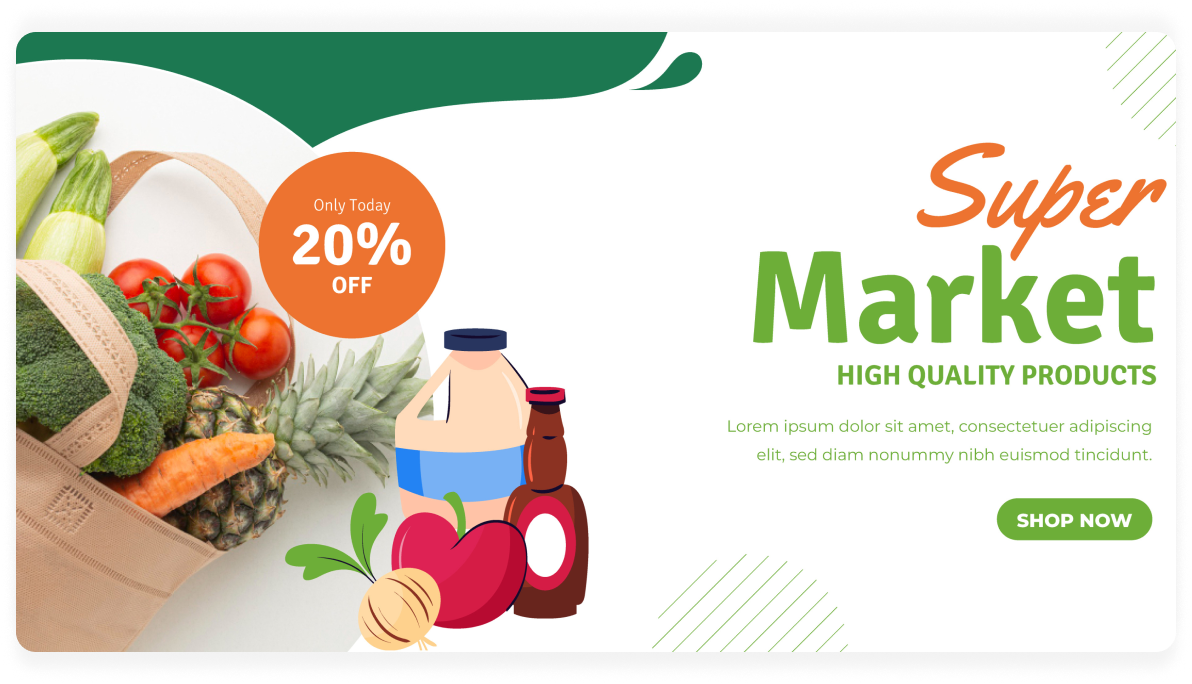 Only Today
20%
OFF
Super
Market
HIGH QUALITY PRODUCTS
Lorem ipsum dolor sit amet, consectetuer adipiscing
elit, sed diam nonummy nibh euismod tincidunt.
SHOP NOW